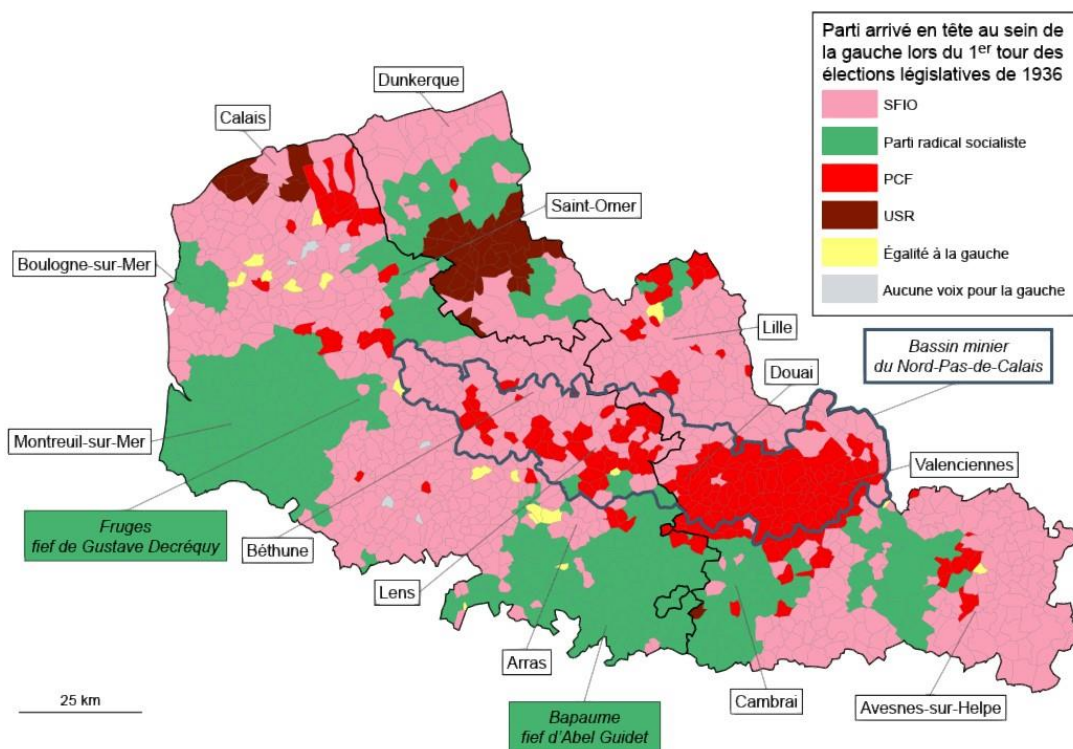 Parti arrivé en tête au sein de
la gauche lors du 1er tour des
élections législatives de 1936
SFIO
Parti radical socialiste
PCF
USR
Égalité à la gauche
Aucune voix pour la gauche
Dunkerque
Calais
Saint-Omer
Boulogne-sur-Mer
Lille
Bassin minier
du Nord-Pas-de-Calais
Douai
Montreuil-sur-Mer
Valenciennes
Fruges
fief de Gustave Decréquy
Béthune
Lens
Arras
Cambrai
Avesnes-sur-Helpe
25 km
Bapaume
fief d'Abel Guidet